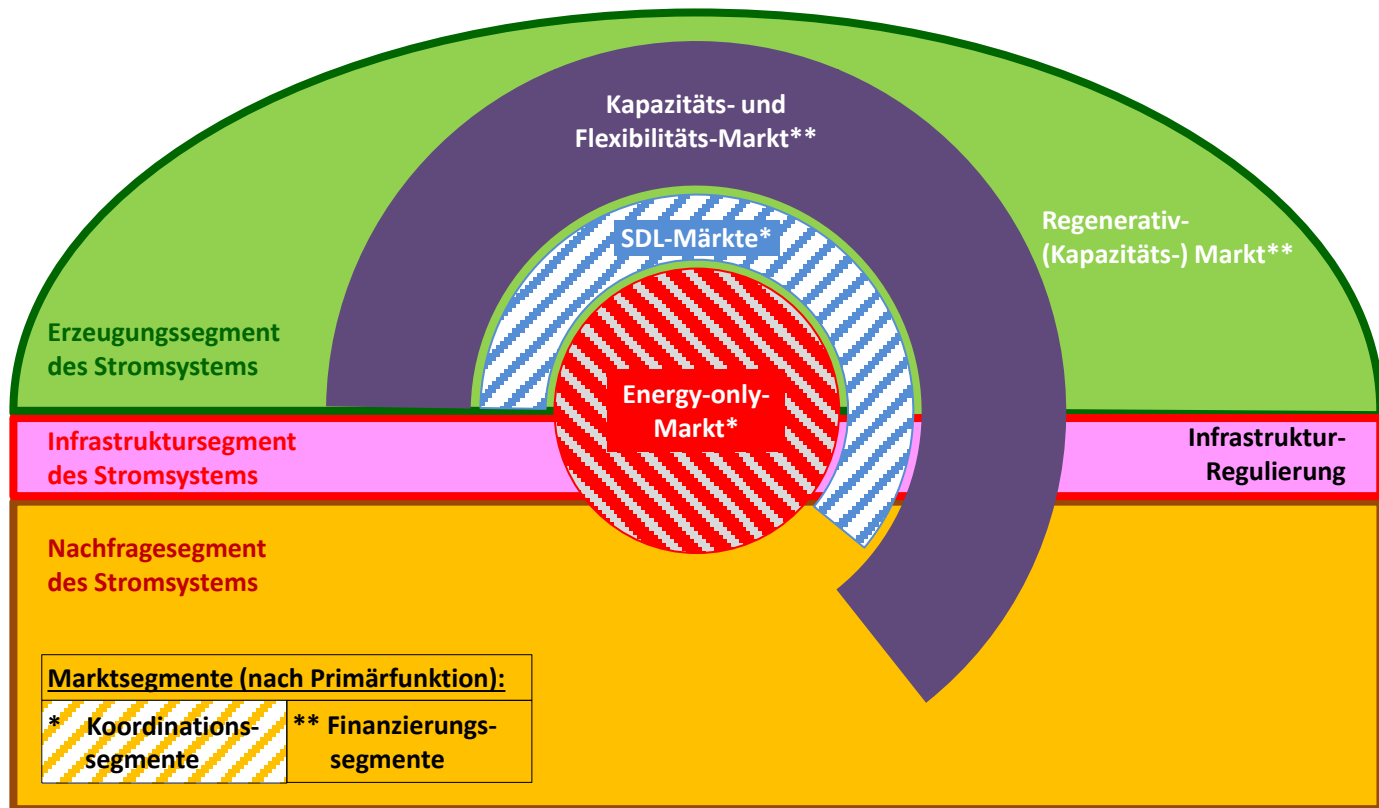 Kapazitäts- und
Flexibilitäts-Markt**
SDL-Märkte*
Regenerativ-
(Kapazitäts-) Markt**
Erzeugungssegment
des Stromsystems
Energy-only-
Markt*
Infrastruktursegment
des Stromsystems
Infrastruktur-
Regulierung
Nachfragesegment
des Stromsystems
Marktsegmente (nach Primärfunktion):
* Koordinations-
segmente
** Finanzierungs-
segmente